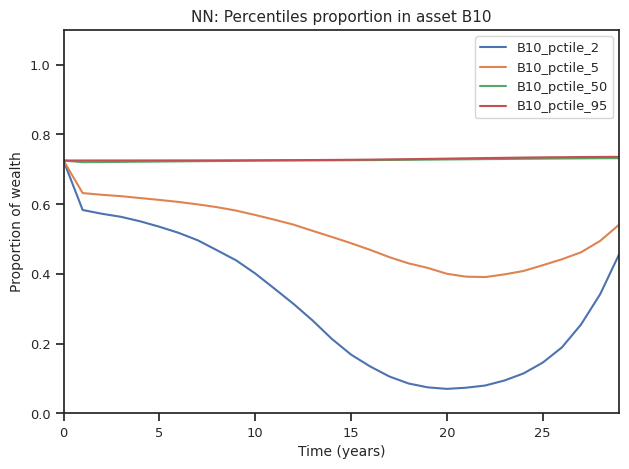 NN: Percentiles proportion in asset B10
B10_pctile_2
B10_pctile_5
B10_pctile_50
B10_pctile_95
Proportion of wealth
1.0
0.8
0.6
0.4
0.2
0.0
0 5 10 15 20 25
Time (years)